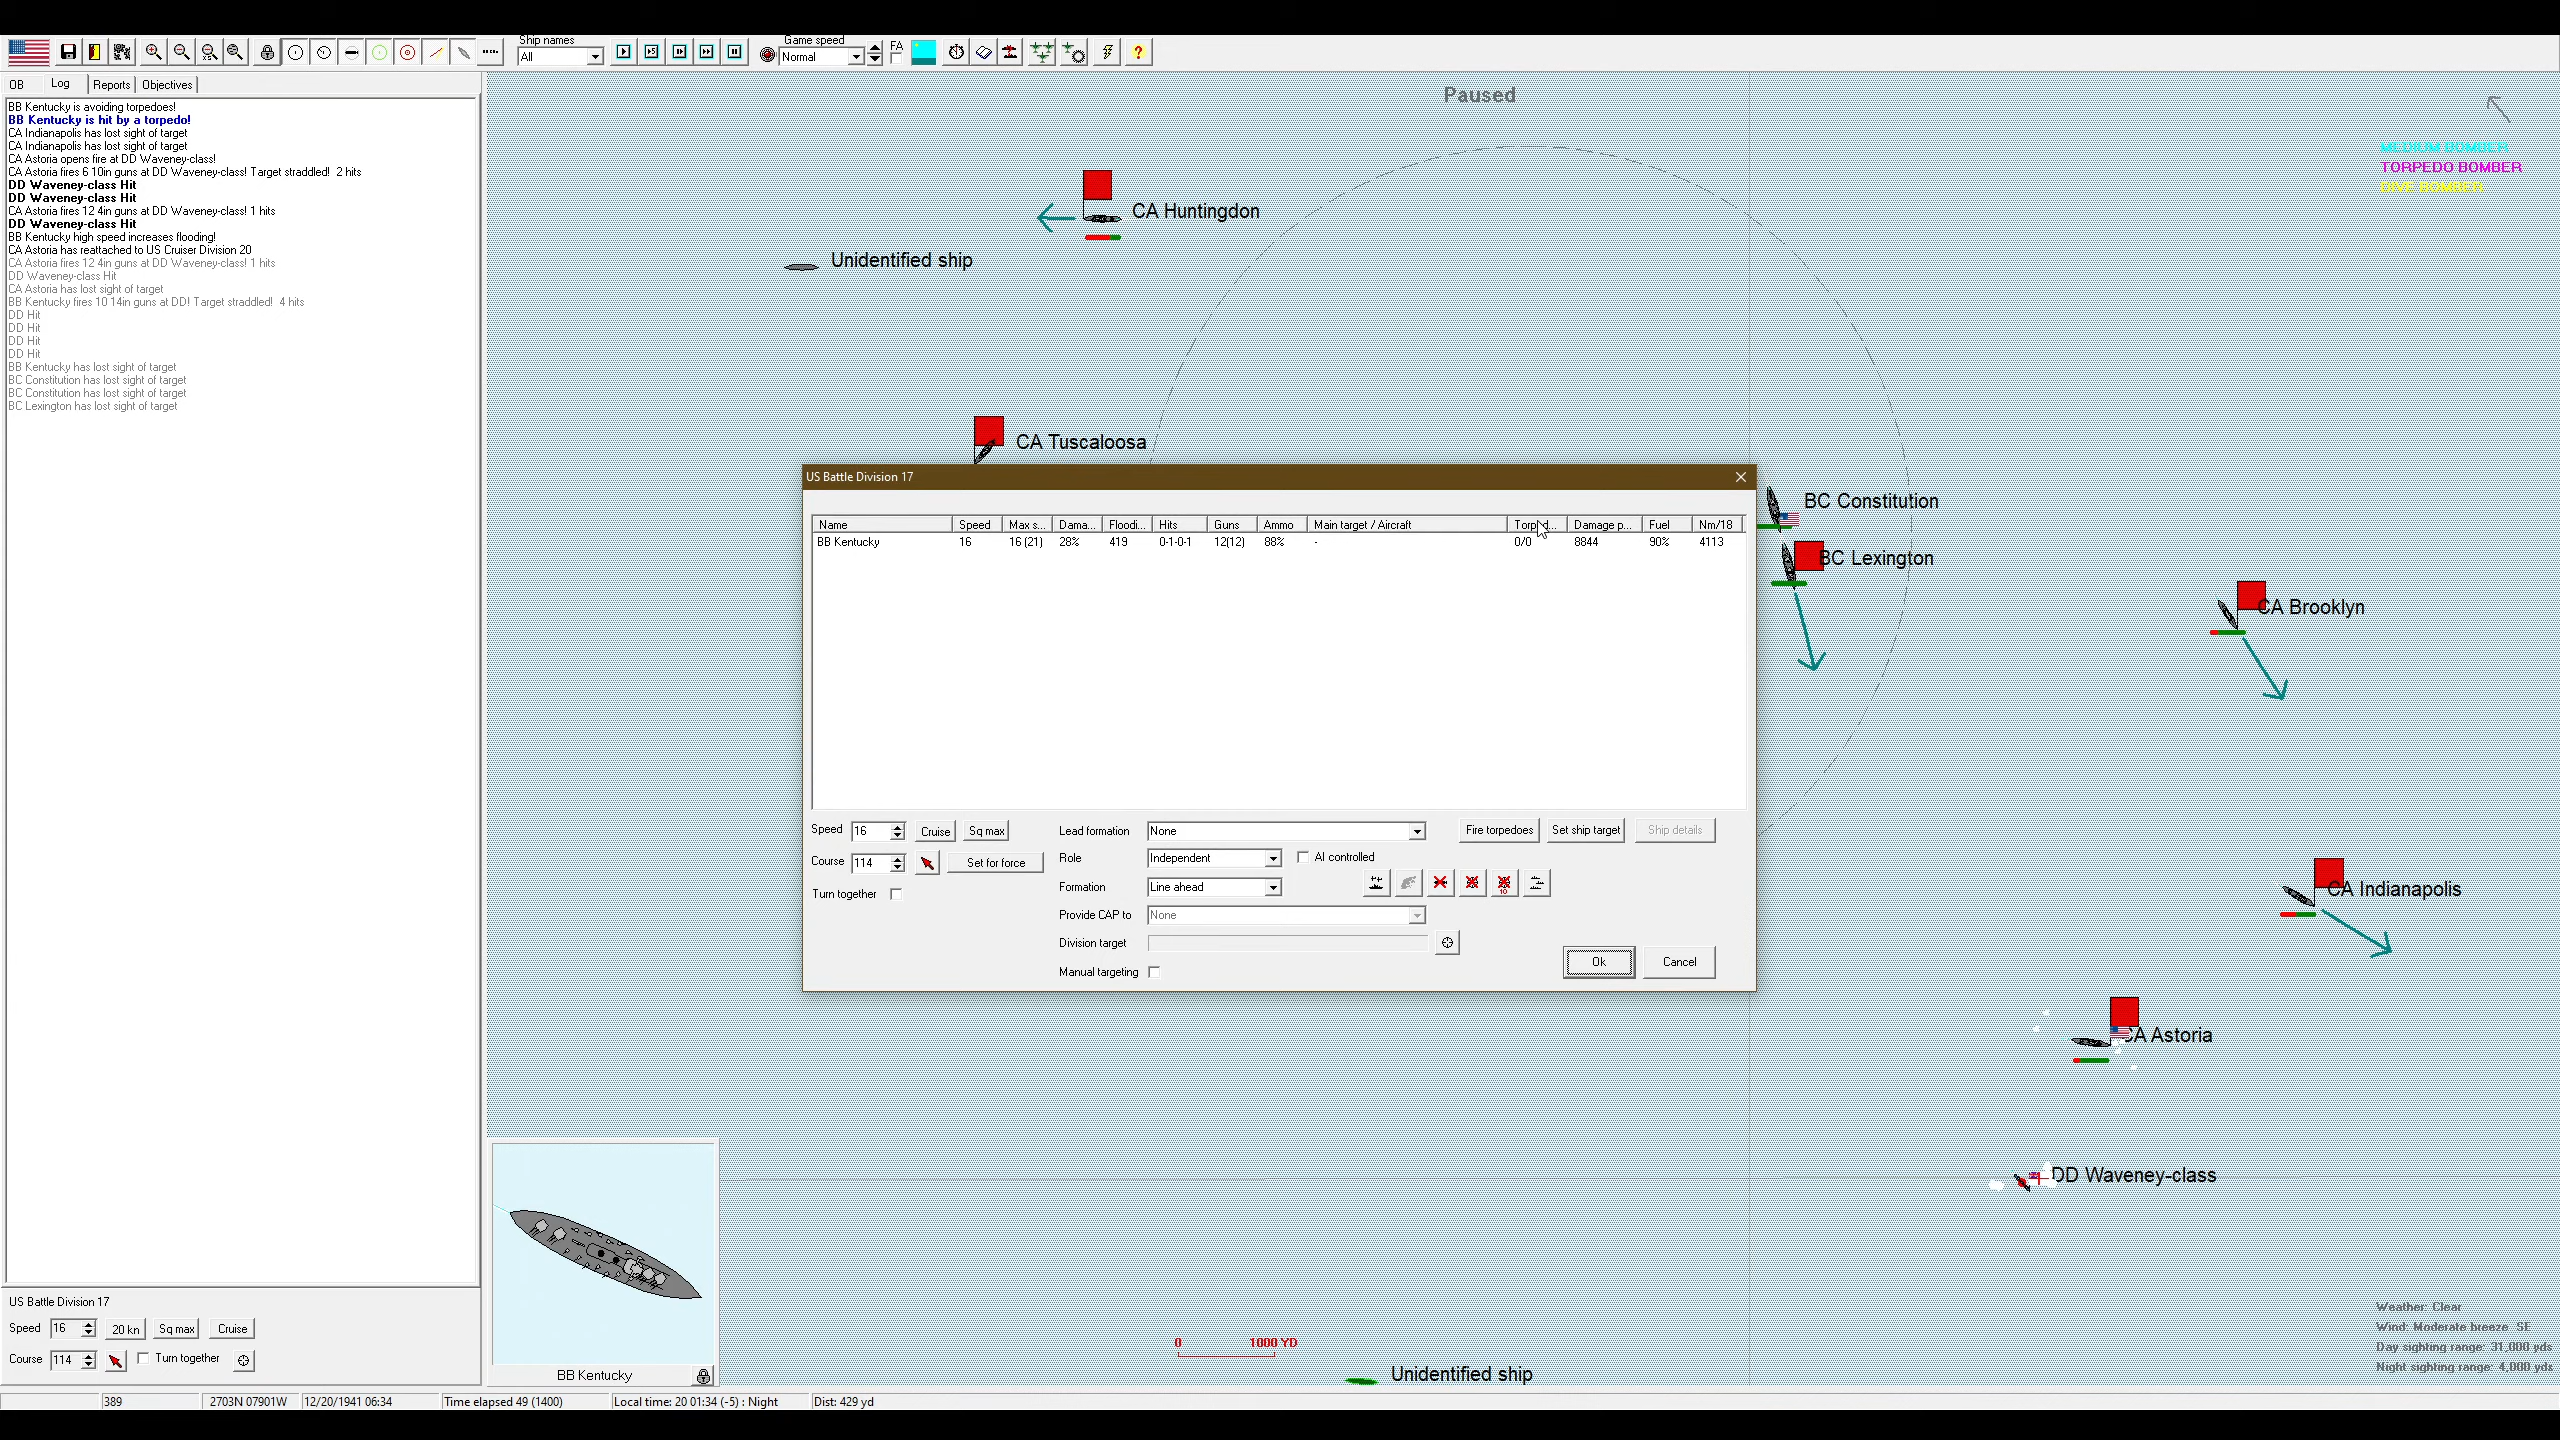 Ship names
All
Game speed
Normal
FA
OB Log Reports Objectives
BB Kentucky is avoiding torpedoes!
BB Kentucky is hit by a torpedo!
CA Indianapolis has lost sight of target
CA Indianapolis has lost sight of target
CA Astoria opens fire at DD Waveney-class!
CA Astoria fires 6 10in guns at DD Waveney-class! Target straddled! 2 hits
DD Waveney-class Hit
DD Waveney-class Hit
CA Astoria fires 12 4in guns at DD Waveney-class! 1 hits
DD Waveney-class Hit
BB Kentucky high speed increases flooding!
CA Astoria has reattached to US Cruiser Division 20
CA Astoria fires 12 4in guns at DD Waveney-class! 1 hits
DD Waveney-class Hit
CA Astoria has lost sight of target
BB Kentucky fires 10 14in guns at DD! Target straddled! 4 hits
DD Hit
DD Hit
DD Hit
DD Hit
BB Kentucky has lost sight of target
BC Constitution has lost sight of target
BC Constitution has lost sight of target
BC Lexington has lost sight of target
Paused
MEDIUM BOMBER
TORPEDO BOMBER
DIVE BOMBER
CA Huntingdon
Unidentified ship
CA Tuscaloosa
BC Constitution
BC Lexington
CA Brooklyn
CA Indianapolis
CA Astoria
DD Waveney-class
Unidentified ship
US Battle Division 17
Name Speed Max s... Dama... Floodi... Hits Guns Ammo Main target / Aircraft Torped... Damage p... Fuel Nm/18
BB Kentucky 16 16 (21) 28% 419 0-1-0-1 12(12) 88% - 0/0 8844 90% 4113
Speed 16 Cruise Sq max Lead formation None Fire torpedoes Set ship target Ship details
Course 114 Set for force Role Independent AI controlled
Turn together Formation Line ahead
10
Provide CAP to None
Division target
Manual targeting
Ok Cancel
0 1000 YD
Weather: Clear
Wind: Moderate breeze SE
Day sighting range: 31,000 yds
Night sighting range: 4,000 yds
US Battle Division 17
Speed 16 20 kn Sq max Cruise
Course 114 Turn together
BB Kentucky
389 2703N 07901W 12/20/1941 06:34 Time elapsed 49 (1400) Local time: 20 01:34 (-5) : Night Dist: 429 yd